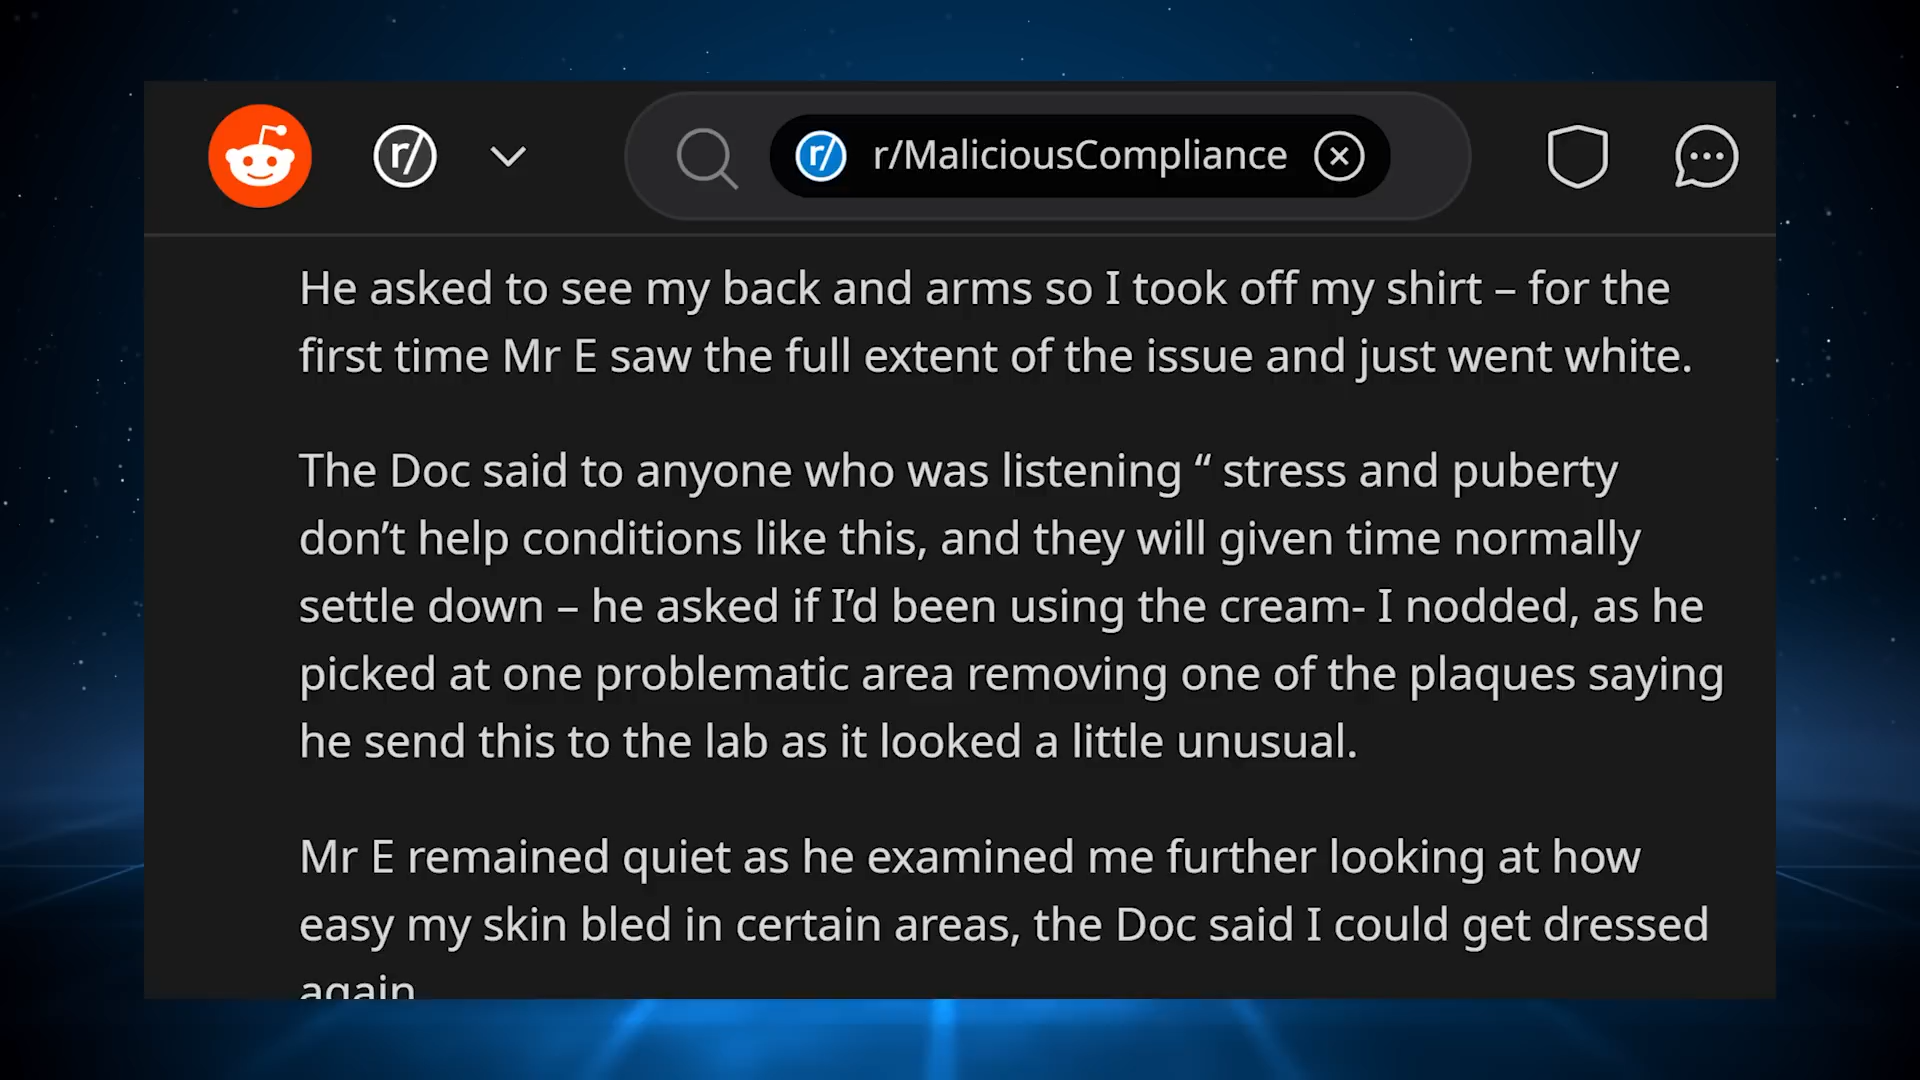 r/
r/ r/MaliciousCompliance
He asked to see my back and arms so I took off my shirt – for the
first time Mr E saw the full extent of the issue and just went white.
The Doc said to anyone who was listening “ stress and puberty
don’t help conditions like this, and they will given time normally
settle down – he asked if I’d been using the cream- I nodded, as he
picked at one problematic area removing one of the plaques saying
he send this to the lab as it looked a little unusual.
Mr E remained quiet as he examined me further looking at how
easy my skin bled in certain areas, the Doc said I could get dressed
again